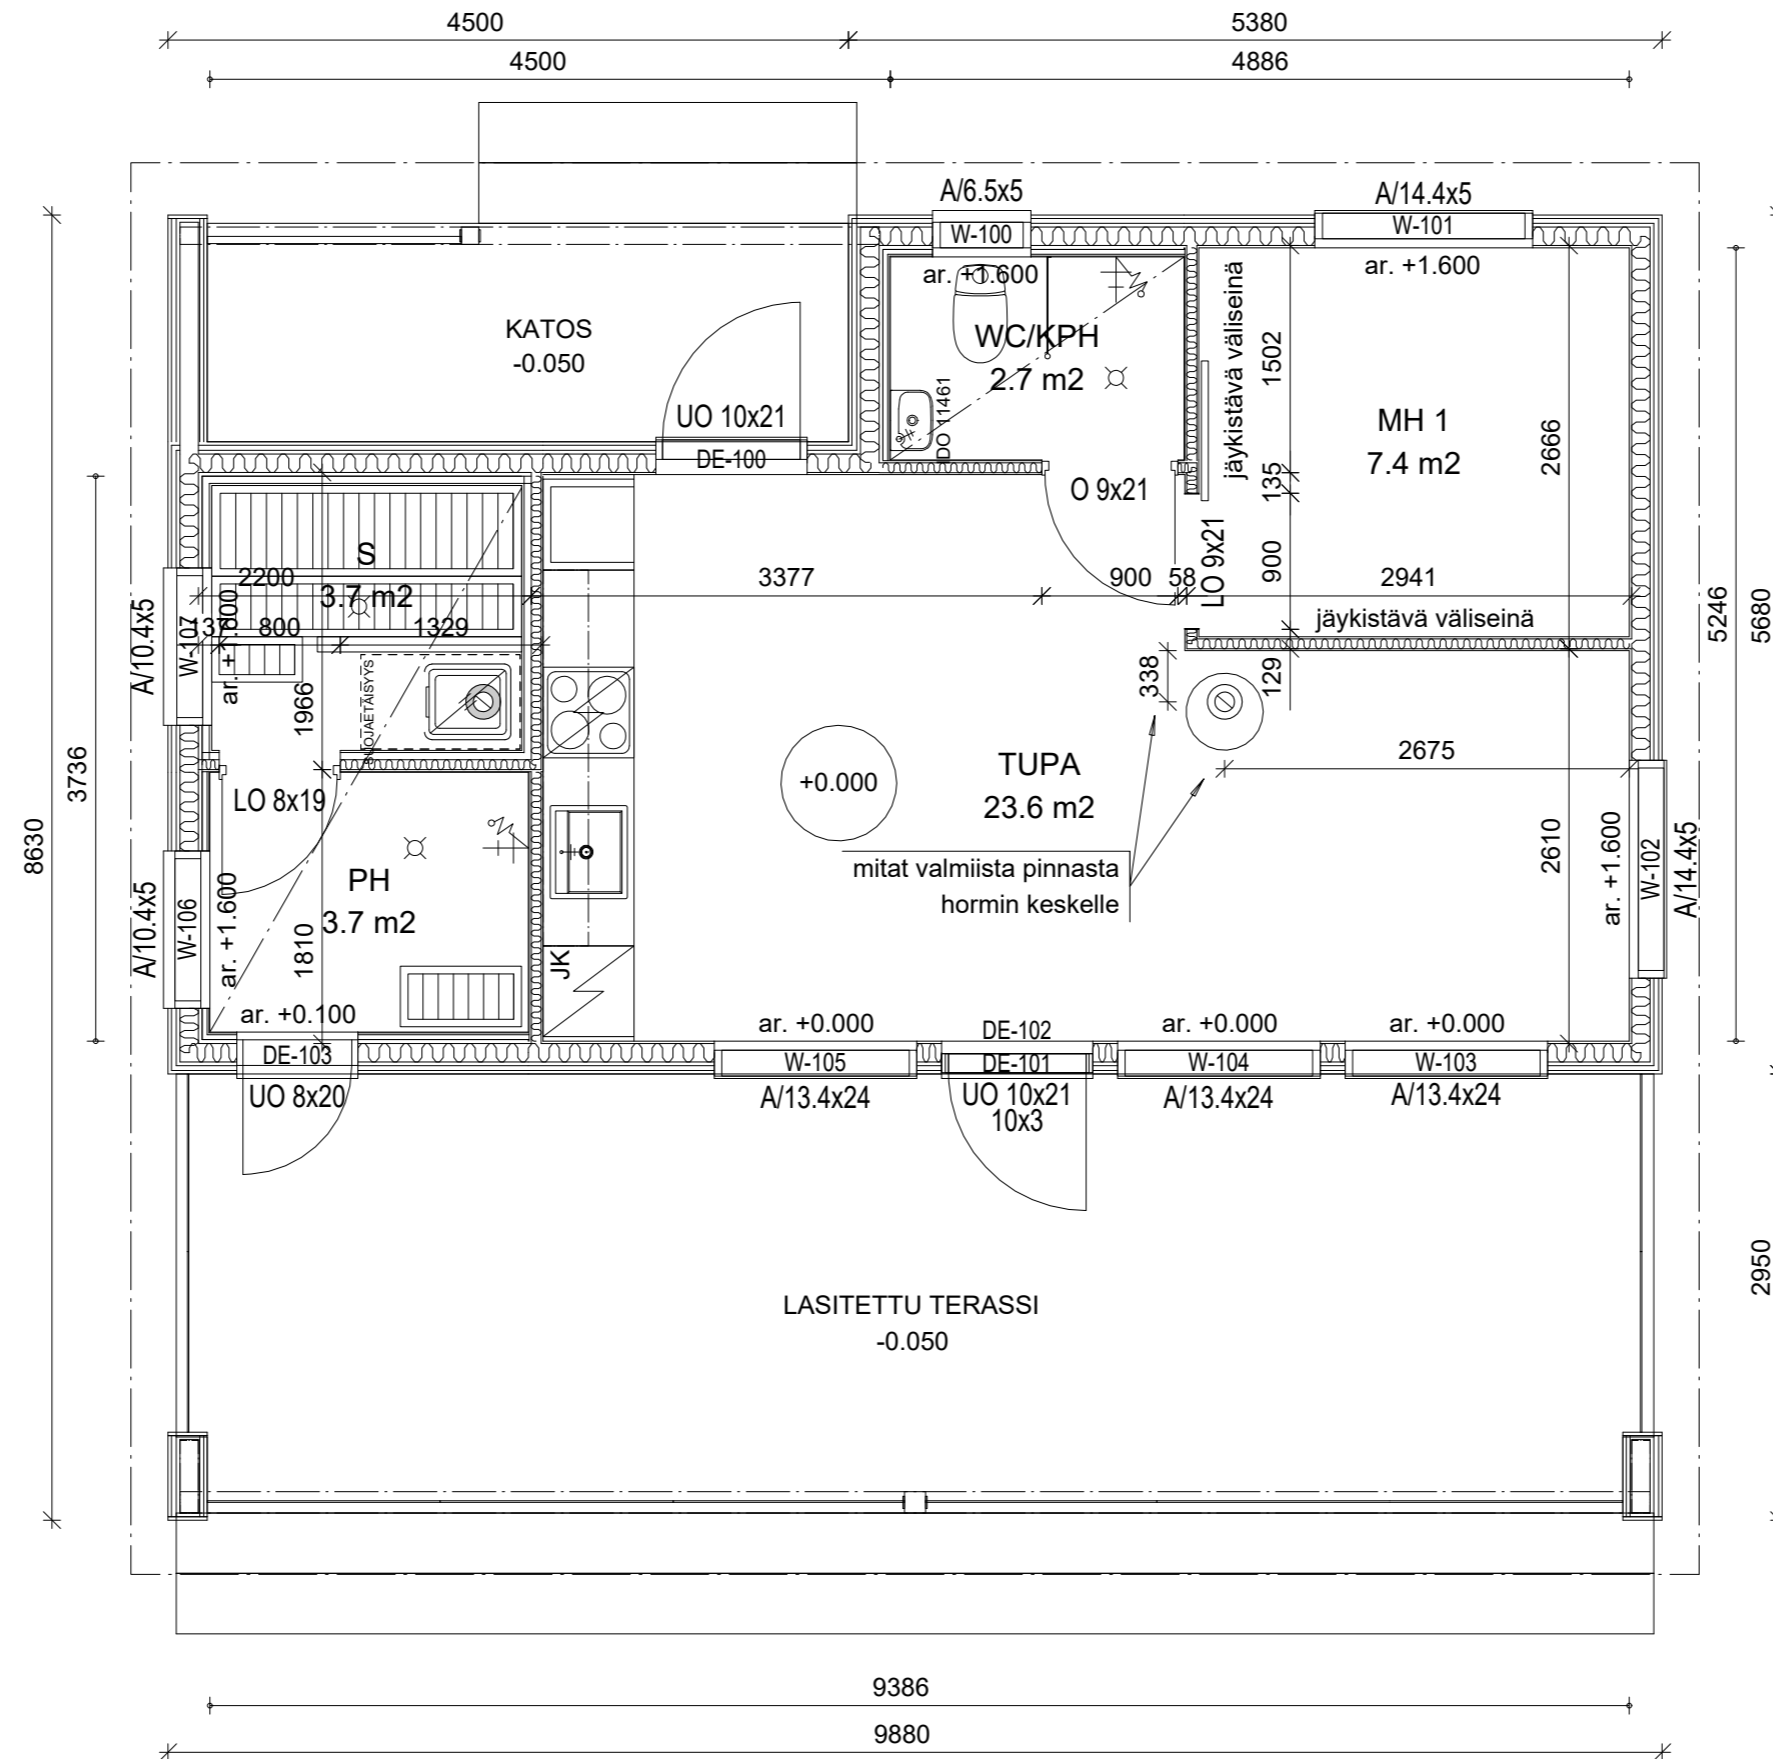 4500
5380
4500
4886
A/6.5x5
W-100
ar. +1.600
A/14.4x5
W-101
ar. +1.600
KATOS
-0.050
UO 10x21
DE-100
WC/KPH
2.7 m2
IDO 11461
jäykistävä väliseinä
1502
135
900
MH 1
7.4 m2
2666
O 9x21
LO 9x21
S
3.7 m2
2200
3377
900
58
2941
jäykistävä väliseinä
A/10.4x5
W-107
ar. +1.600
137
800
1329
1966
SUOJAETÄISYYS
338
129
5246
5680
3736
8630
TUPA
23.6 m2
+0.000
2675
mitat valmiista pinnasta
hormin keskelle
LO 8x19
PH
3.7 m2
A/10.4x5
W-106
ar. +1.600
1810
JK
2610
ar. +1.600
W-102
A/14.4x5
ar. +0.100
DE-103
UO 8x20
ar. +0.000
W-105
A/13.4x24
DE-102
DE-101
UO 10x21
10x3
ar. +0.000
W-104
A/13.4x24
ar. +0.000
W-103
A/13.4x24
2950
LASITETTU TERASSI
-0.050
9386
9880